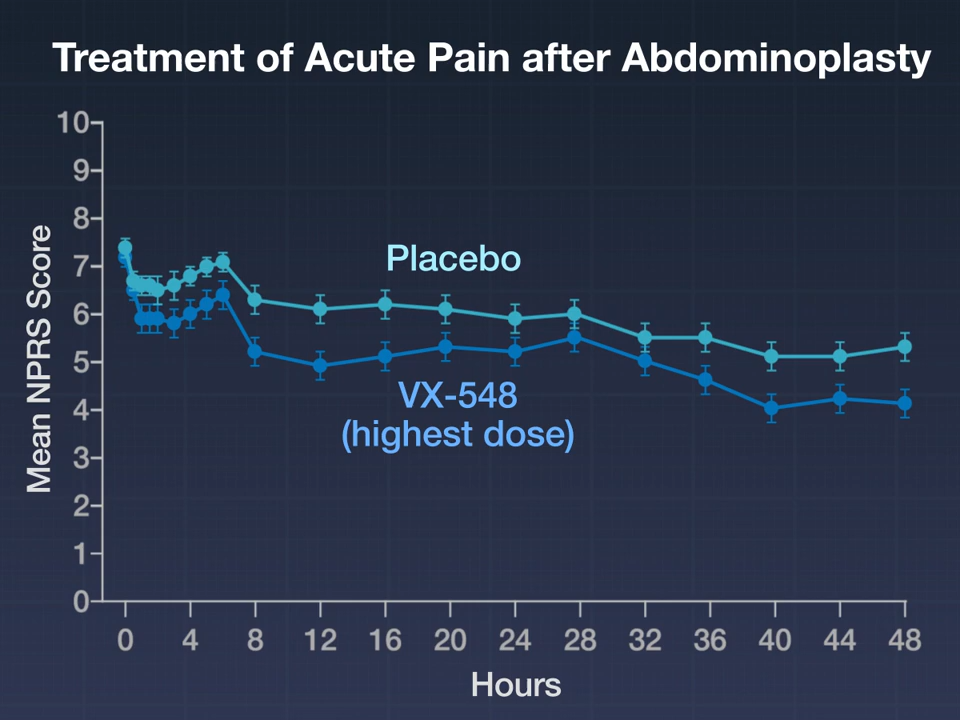 Treatment of Acute Pain after Abdominoplasty
10
9
8
7
6
5
4
3
2
1
0
Mean NPRS Score
Placebo
VX-548
(highest dose)
0 4 8 12 16 20 24 28 32 36 40 44 48
Hours